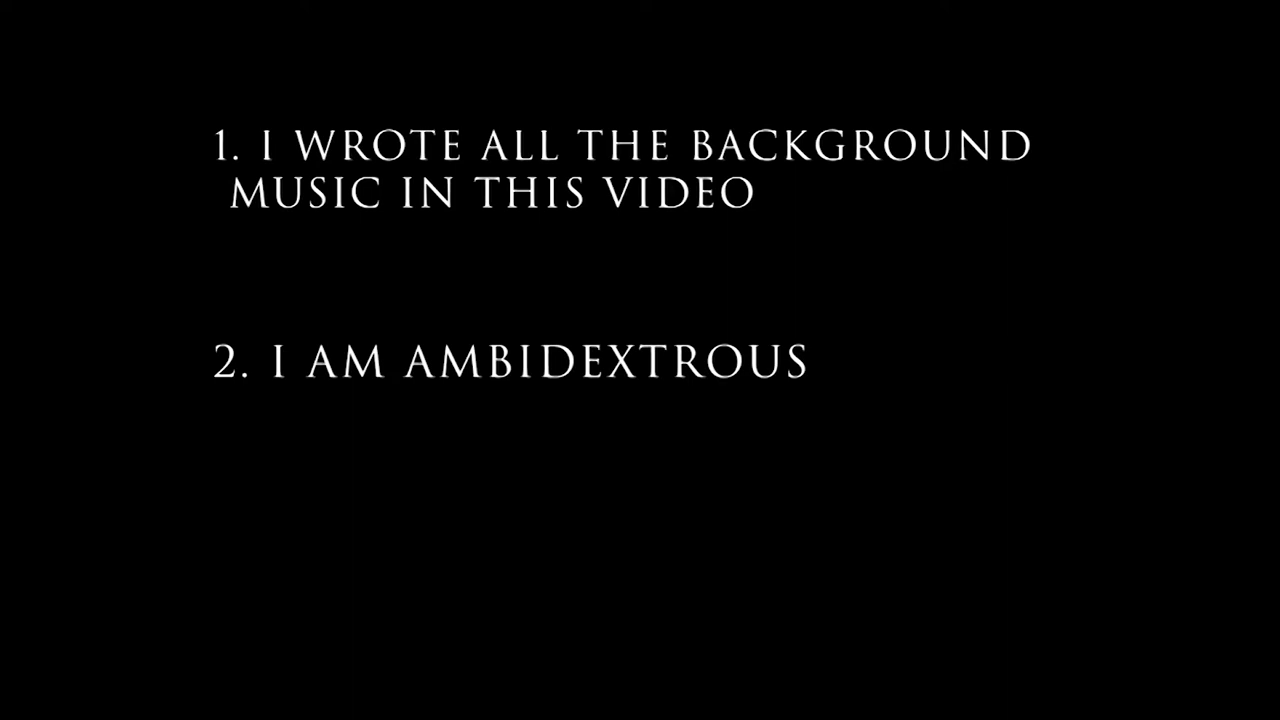 1. I WROTE ALL THE BACKGROUND
MUSIC IN THIS VIDEO
2. I AM AMBIDEXTROUS